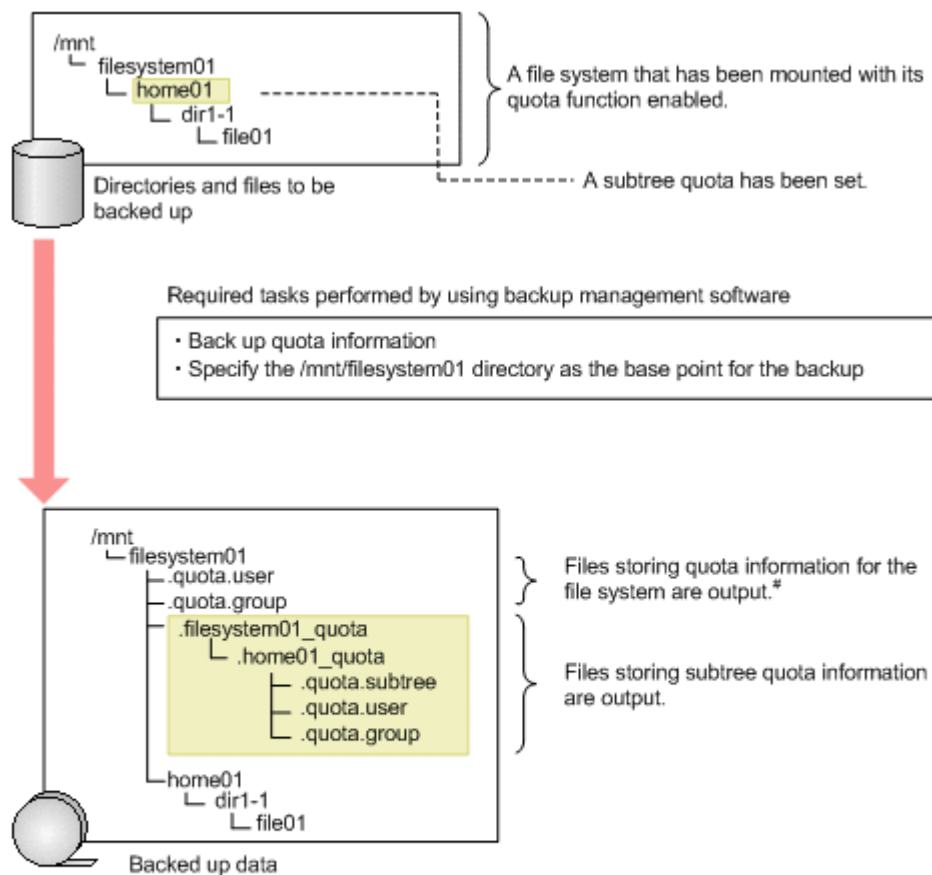 /mnt
filesystem01
home01
dir1-1
file01
A file system that has been mounted with its
quota function enabled.
A subtree quota has been set.
Directories and files to be
backed up
Required tasks performed by using backup management software
・Back up quota information
・Specify the /mnt/filesystem01 directory as the base point for the backup
/mnt
filesystem01
.quota.user
.quota.group
.filesystem01_quota
.home01_quota
.quota.subtree
.quota.user
.quota.group
home01
dir1-1
file01
Files storing quota information for the
file system are output.#
Files storing subtree quota information
are output.
Backed up data